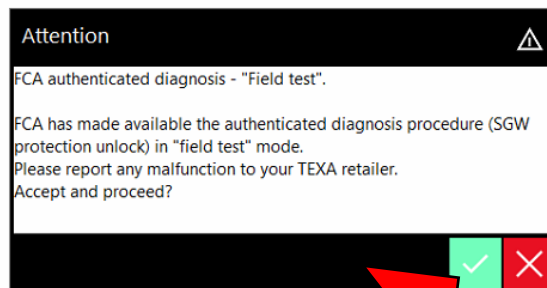 Attention
FCA authenticated diagnosis - "Field test".
FCA has made available the authenticated diagnosis procedure (SGW
protection unlock) in "field test" mode.
Please report any malfunction to your TEXA retailer.
Accept and proceed?